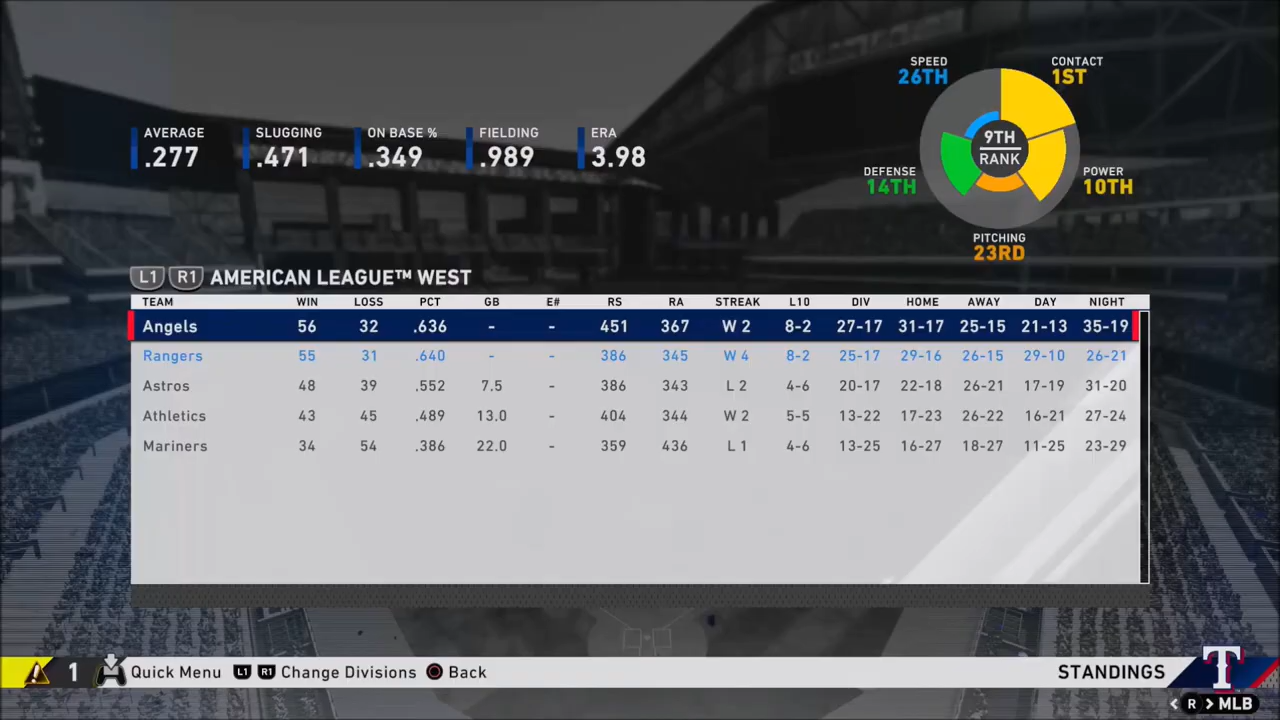 SPEED
26TH
CONTACT
1ST
AVERAGE SLUGGING ON BASE % FIELDING ERA
.277 .471 .349 .989 3.98
9TH
RANK
DEFENSE
14TH
POWER
10TH
PITCHING
23RD
L1 R1 AMERICAN LEAGUE™ WEST
TEAM WIN LOSS PCT GB E# RS RA STREAK L10 DIV HOME AWAY DAY NIGHT
Angels 56 32 .636 - - 451 367 W 2 8-2 27-17 31-17 25-15 21-13 35-19
Rangers 55 31 .640 - - 386 345 W 4 8-2 25-17 29-16 26-15 29-10 26-21
Astros 48 39 .552 7.5 - 386 343 L 2 4-6 20-17 22-18 26-21 17-19 31-20
Athletics 43 45 .489 13.0 - 404 344 W 2 5-5 13-22 17-23 26-22 16-21 27-24
Mariners 34 54 .386 22.0 - 359 436 L 1 4-6 13-25 16-27 18-27 11-25 23-29
1 Quick Menu L1 R1 Change Divisions Back STANDINGS T
< R > MLB